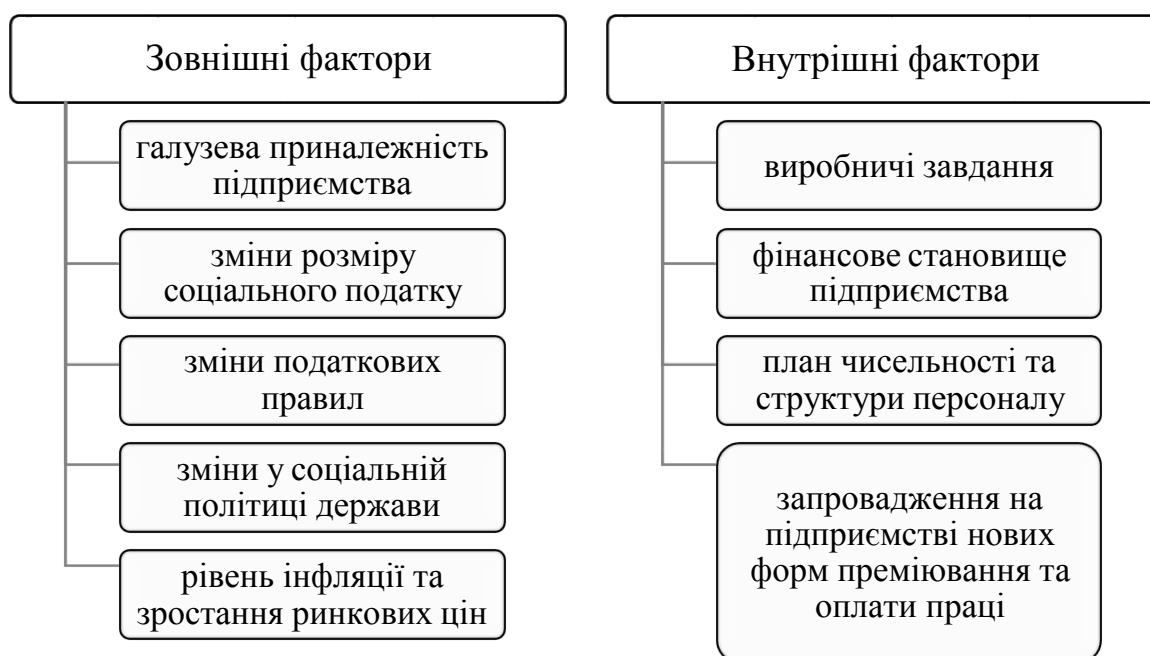 Зовнішні фактори
галузева приналежність
підприємства
зміни розміру
соціального податку
зміни податкових
правил
зміни у соціальній
політиці держави
рівень інфляції та
зростання ринкових цін
Внутрішні фактори
виробничі завдання
фінансове становище
підприємства
план чисельності та
структури персоналу
запровадження на
підприємстві нових
форм преміювання та
оплати праці